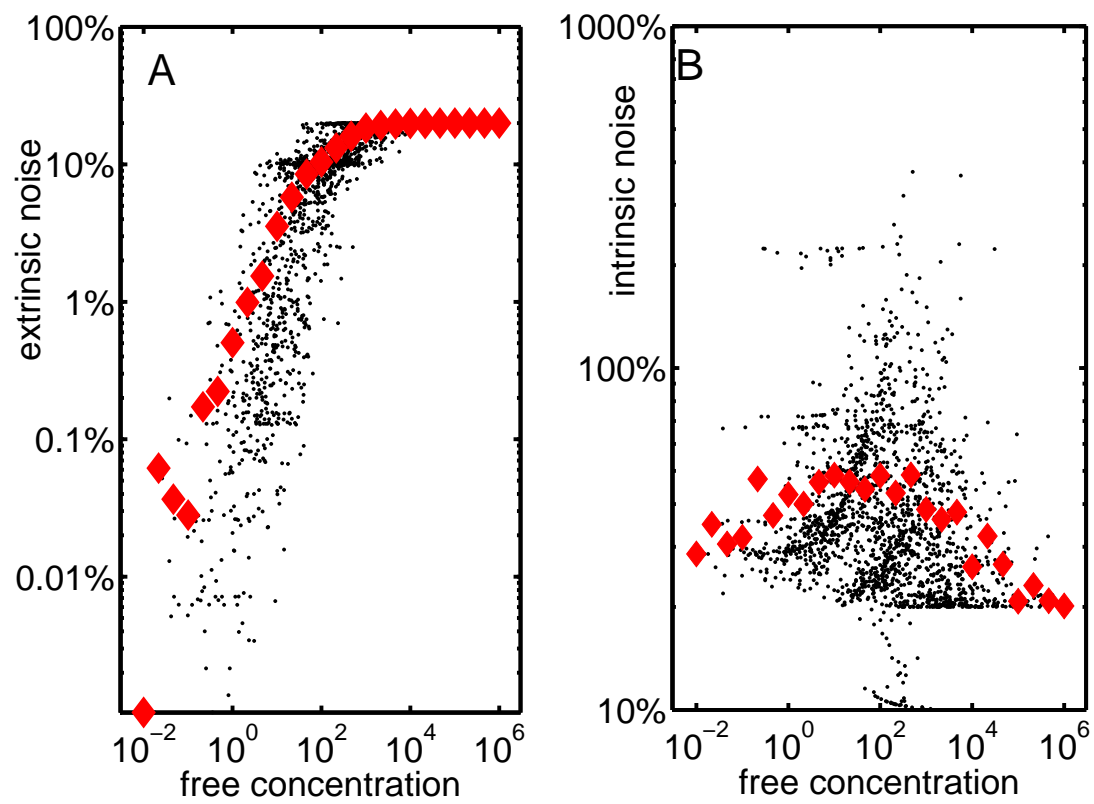 A
100%
10%
1%
0.1%
0.01%
extrinsic noise
10^−2 10^0 10^2 10^4 10^6
free concentration
B
1000%
100%
10%
intrinsic noise
10^−2 10^0 10^2 10^4 10^6
free concentration